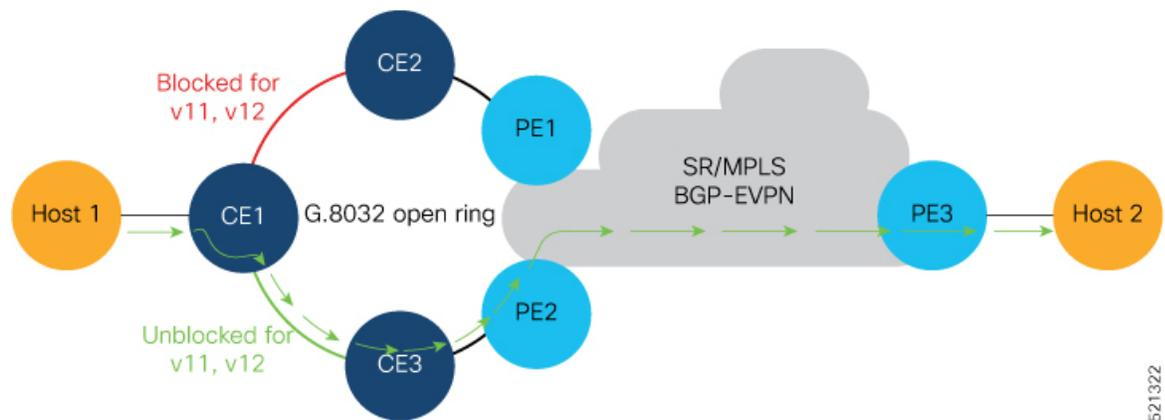 CE2
Blocked for
v11, v12
PE1
SR/MPLS
BGP-EVPN
Host 1
CE1
G.8032 open ring
PE3
Host 2
PE2
Unblocked for
v11, v12
CE3
521322